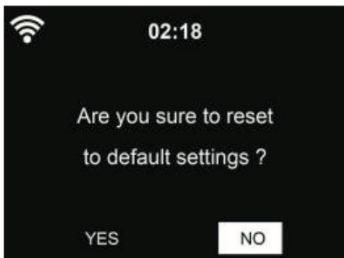 02:18
Are you sure to reset
to default settings ?
YES NO